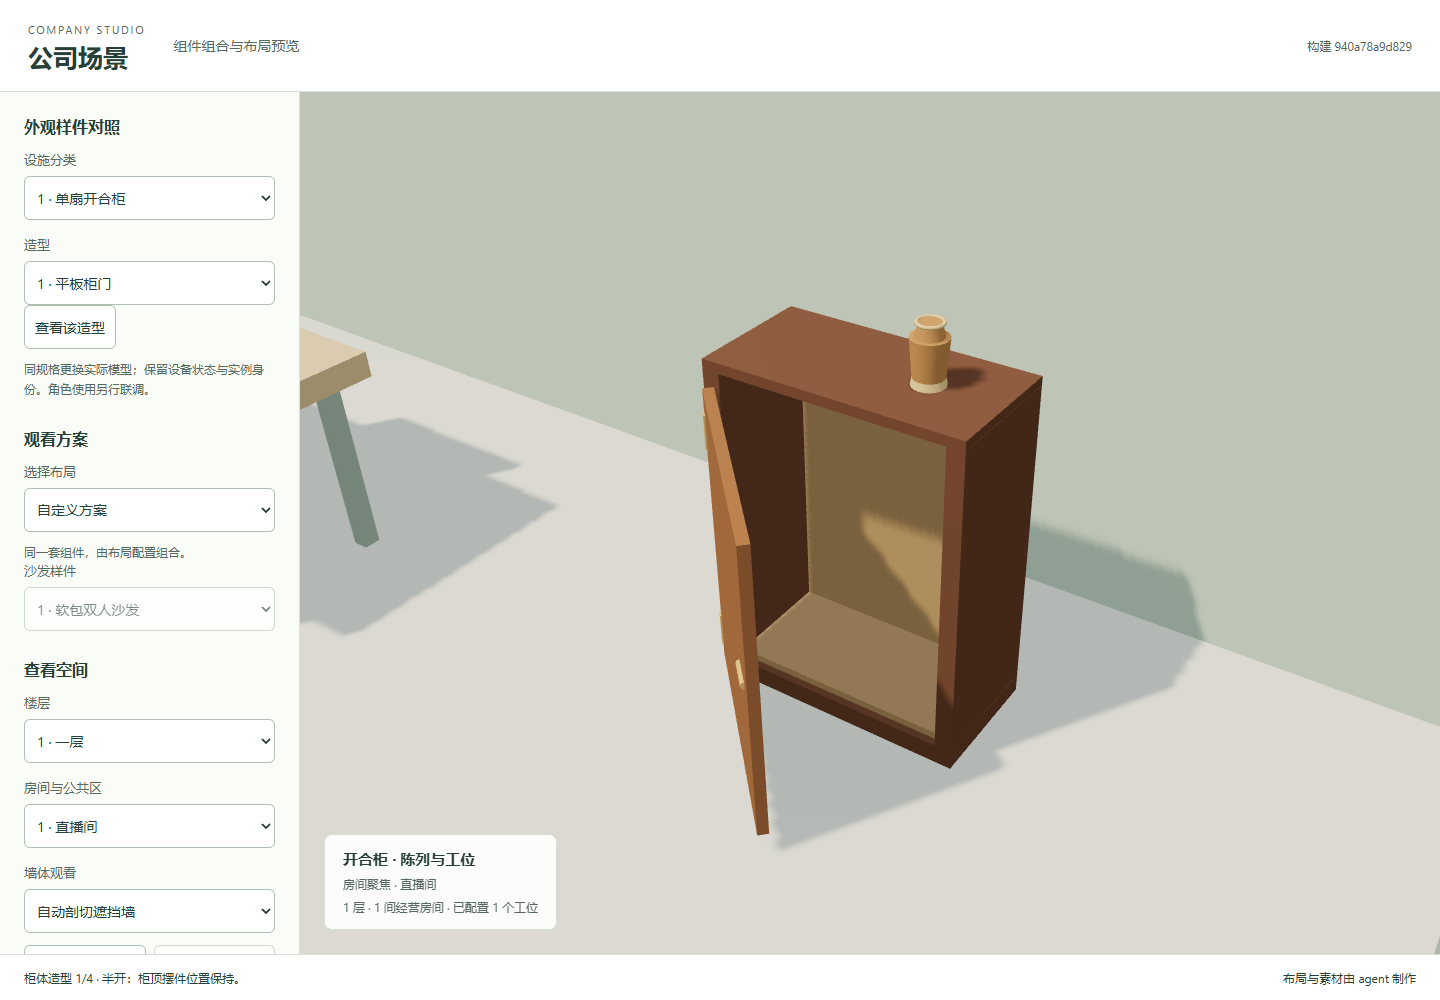 COMPANY STUDIO
公司场景
组件组合与布局预览
构建 940a78a9d829
外观样件对照
设施分类
1 · 单扇开合柜
造型
1 · 平板柜门
查看该造型
同规格更换实际模型；保留设备状态与实例身
份。角色使用另行联调。
观看方案
选择布局
自定义方案
同一套组件，由布局配置组合。
沙发样件
1 · 软包双人沙发
查看空间
楼层
1 · 一层
房间与公共区
1 · 直播间
墙体观看
自动剖切遮挡墙
开合柜 · 陈列与工位
房间聚焦 · 直播间
1 层 · 1 间经营房间 · 已配置 1 个工位
柜体造型 1/4 · 半开；柜顶摆件位置保持。
布局与素材由 agent 制作